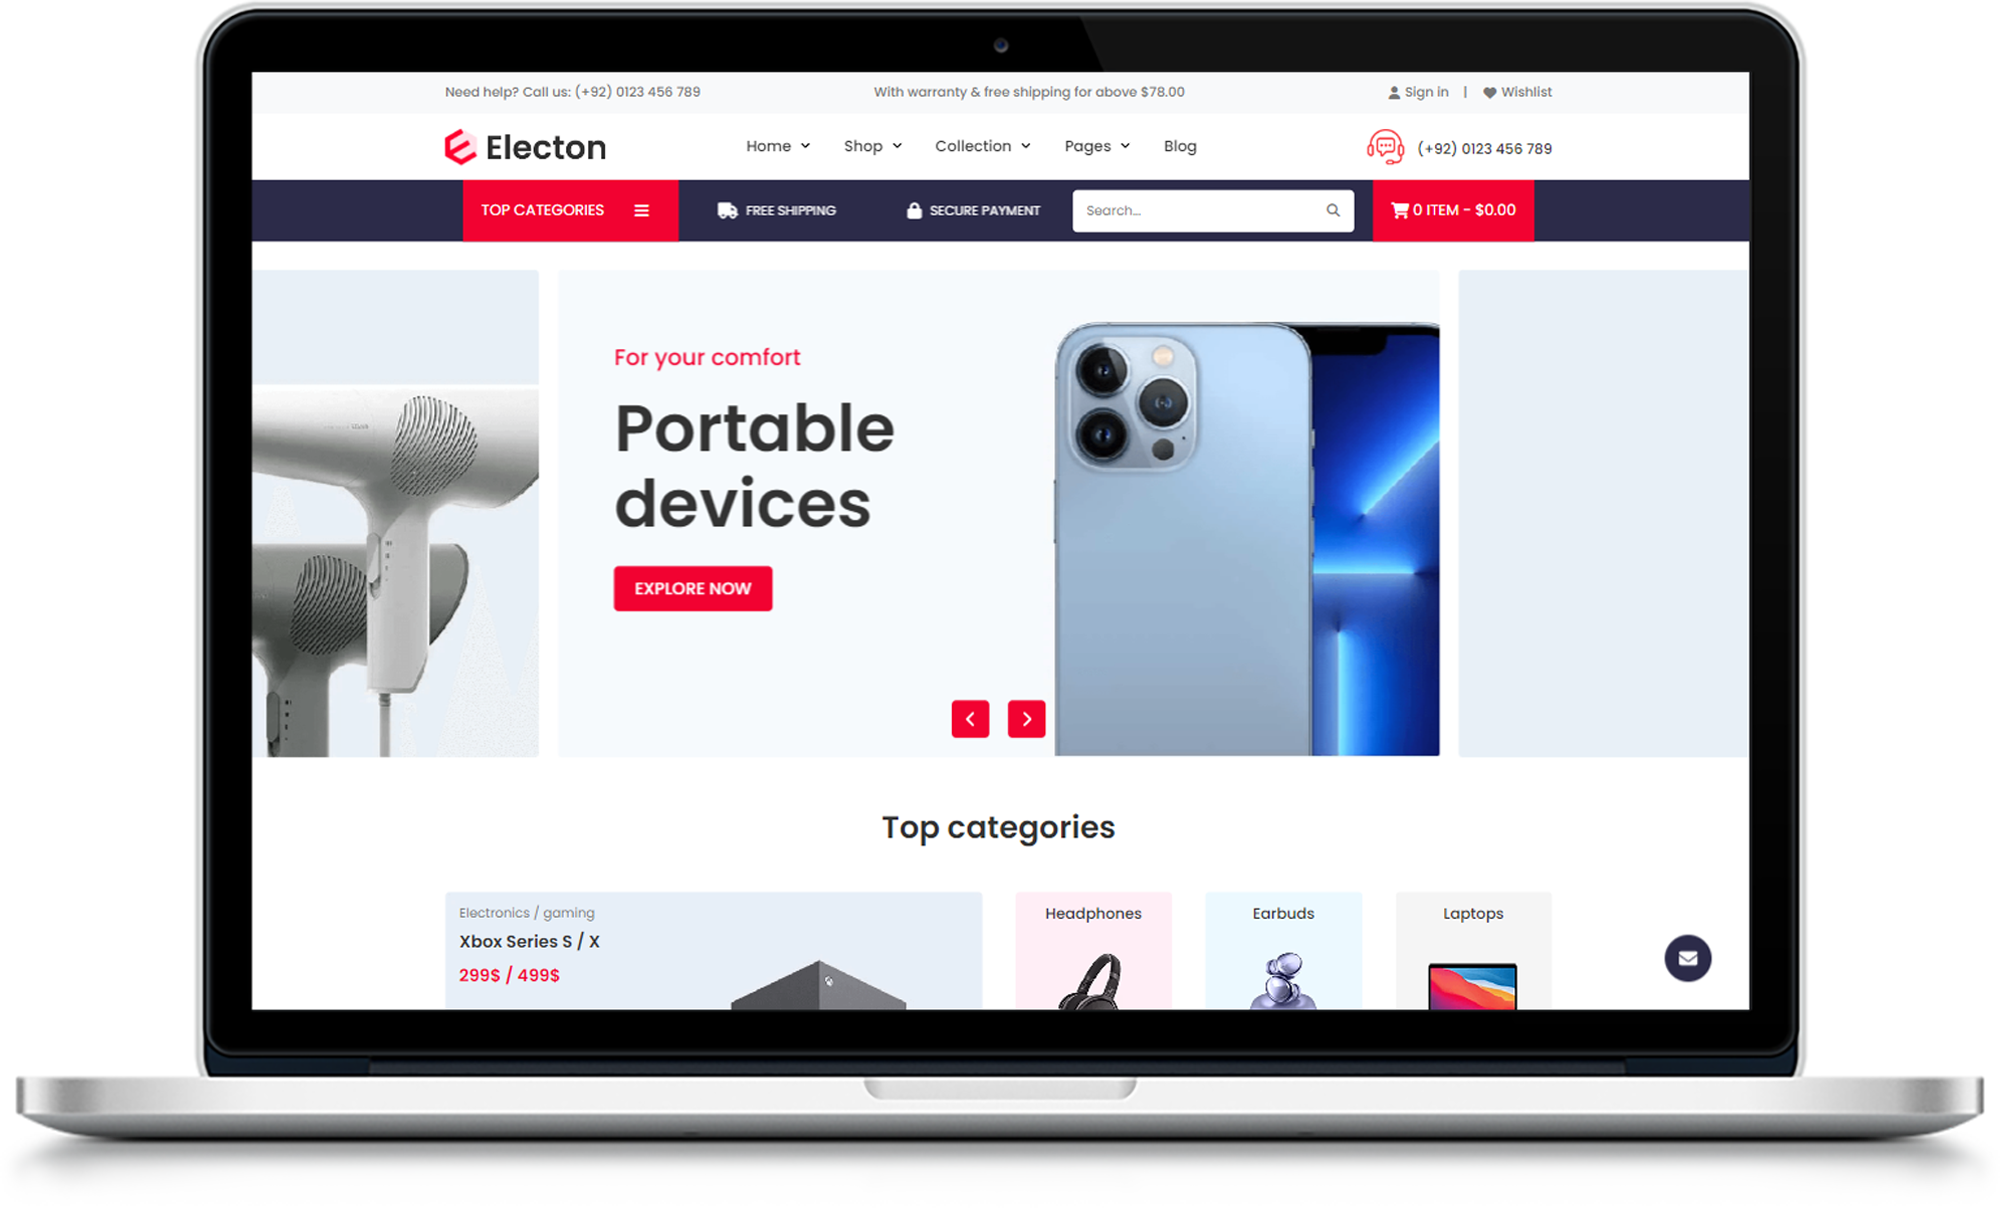 Need help? Call us: (+92) 0123 456 789
With warranty & free shipping for above $78.00
Sign in | Wishlist
Electon
Home
Shop
Collection
Pages
Blog
(+92) 0123 456 789
TOP CATEGORIES
FREE SHIPPING
SECURE PAYMENT
Search...
0 ITEM - $0.00
For your comfort
Portable
devices
EXPLORE NOW
Top categories
Electronics / gaming
Xbox Series S / X
299$ / 499$
Headphones
Earbuds
Laptops